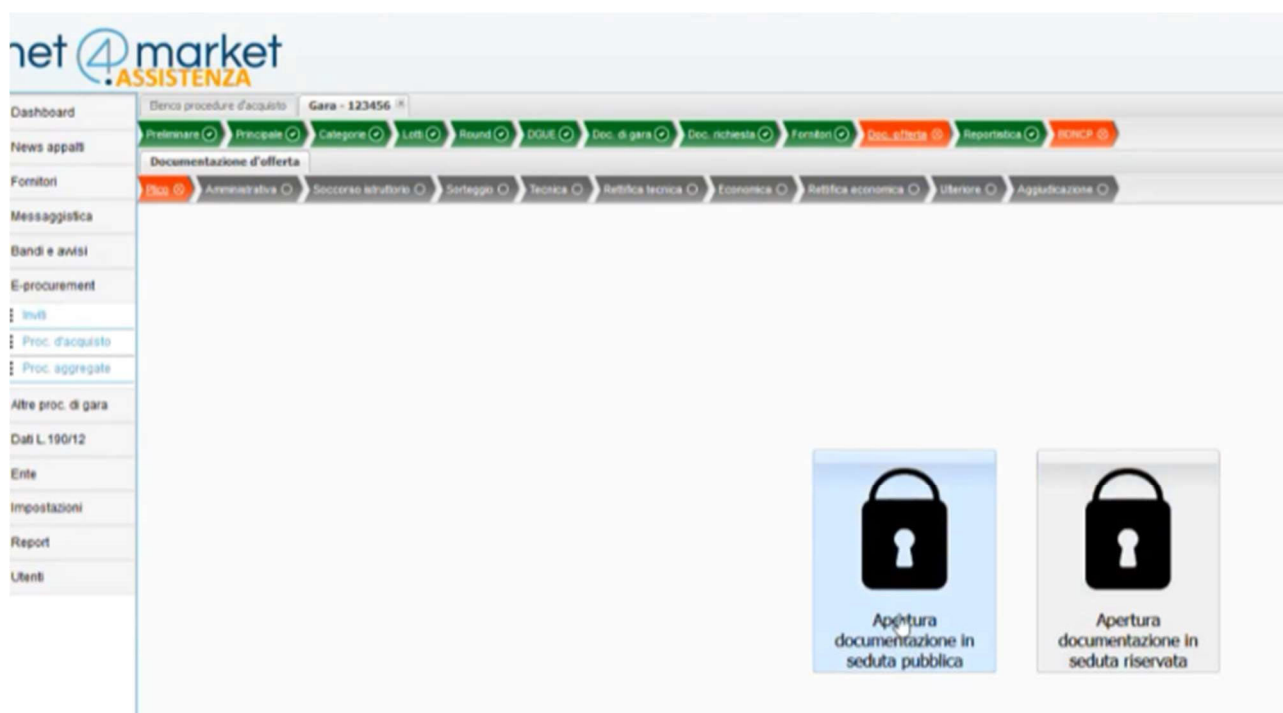 net 4 market
ASSISTENZA
Dashboard
News appalti
Fornitori
Messaggistica
Bandi e avvisi
E-procurement
Inviti
Proc. d'acquisto
Proc. aggregate
Altre proc. di gara
Dati L. 190/12
Ente
Impostazioni
Report
Utenti
Elenco procedure d'acquisto Gara - 123456
Preliminare Principale Categorie Lotti Round DGUE Doc. di gara Doc. richiesta Fornitori Doc. offerta Reportistica BDNCP
Documentazione d'offerta
Plico Amministrativa Soccorso istruttorio Sorteggio Tecnica Rettifica tecnica Economica Rettifica economica Ulteriore Aggiudicazione
Apertura
documentazione in
seduta pubblica
Apertura
documentazione in
seduta riservata